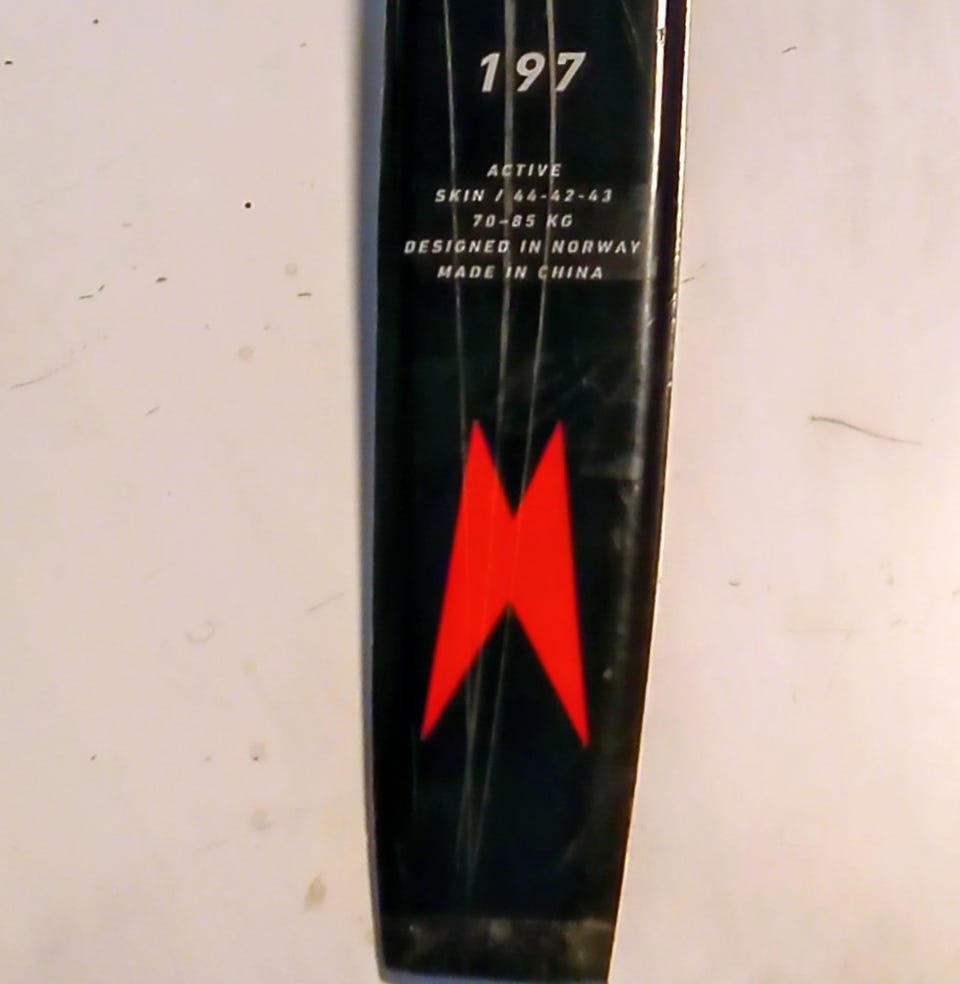 197
ACTIVE
SKIN / 44-42-43
70-85 KG
DESIGNED IN NORWAY
MADE IN CHINA